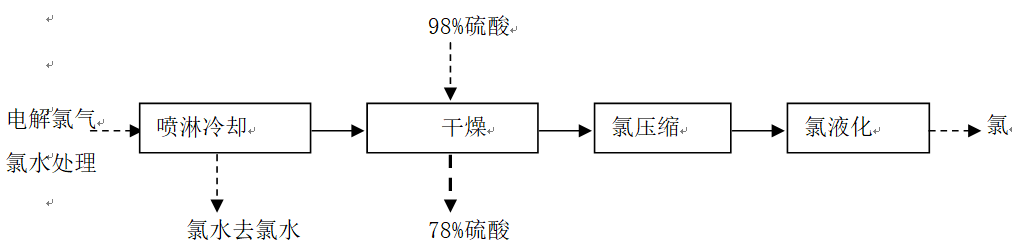 98%硫酸
电解氯气
喷淋冷却
干燥
氯压缩
氯液化
氯
氯水处理
氯水去氯水
78%硫酸